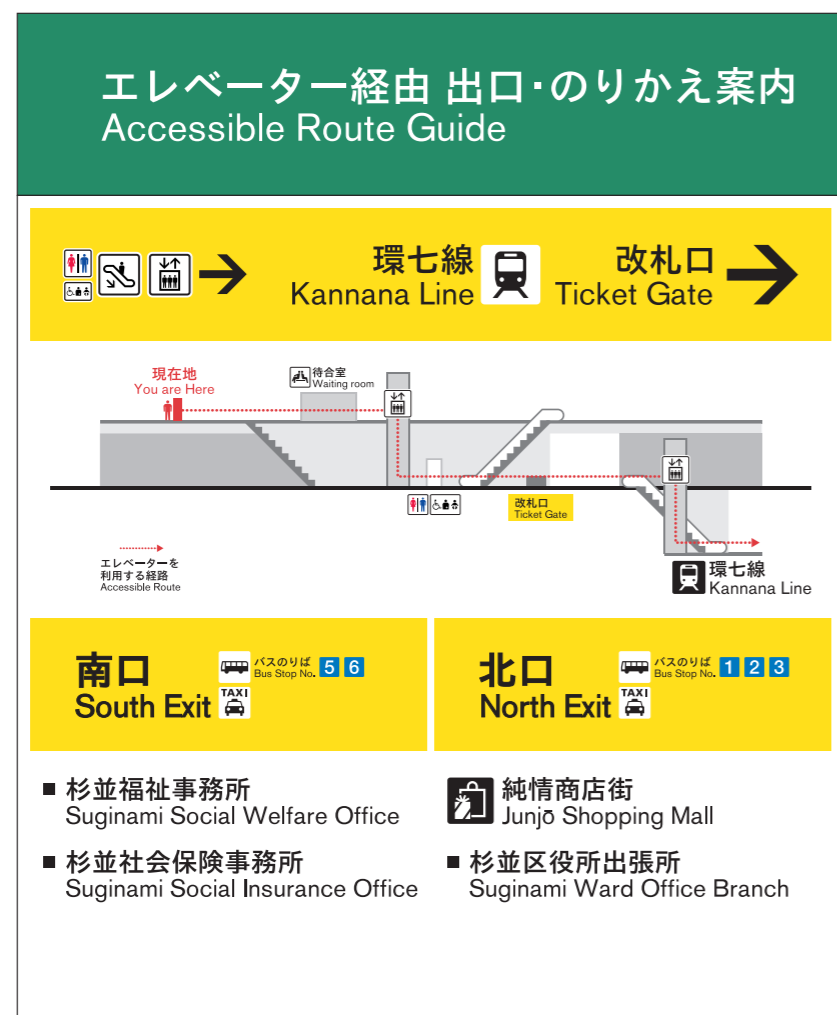 エレベーター経由 出口・のりかえ案内
Accessible Route Guide
環七線
Kannana Line
改札口
Ticket Gate
現在地
You are Here
待合室
Waiting room
改札口
Ticket Gate
エレベーターを
利用する経路
Accessible Route
環七線
Kannana Line
南口
South Exit
バスのりば
Bus Stop No. 5 6
TAXI
北口
North Exit
バスのりば
Bus Stop No. 1 2 3
TAXI
杉並福祉事務所
Suginami Social Welfare Office
杉並社会保険事務所
Suginami Social Insurance Office
純情商店街
Junjō Shopping Mall
杉並区役所出張所
Suginami Ward Office Branch